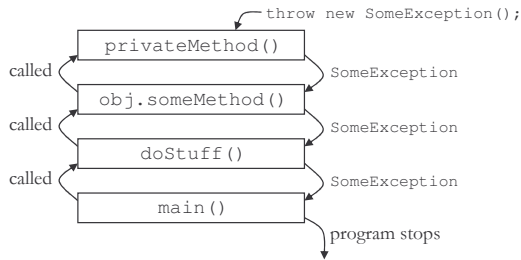 throw new SomeException();
privateMethod()
called
SomeException
obj.someMethod()
called
SomeException
doStuff()
called
SomeException
main()
program stops